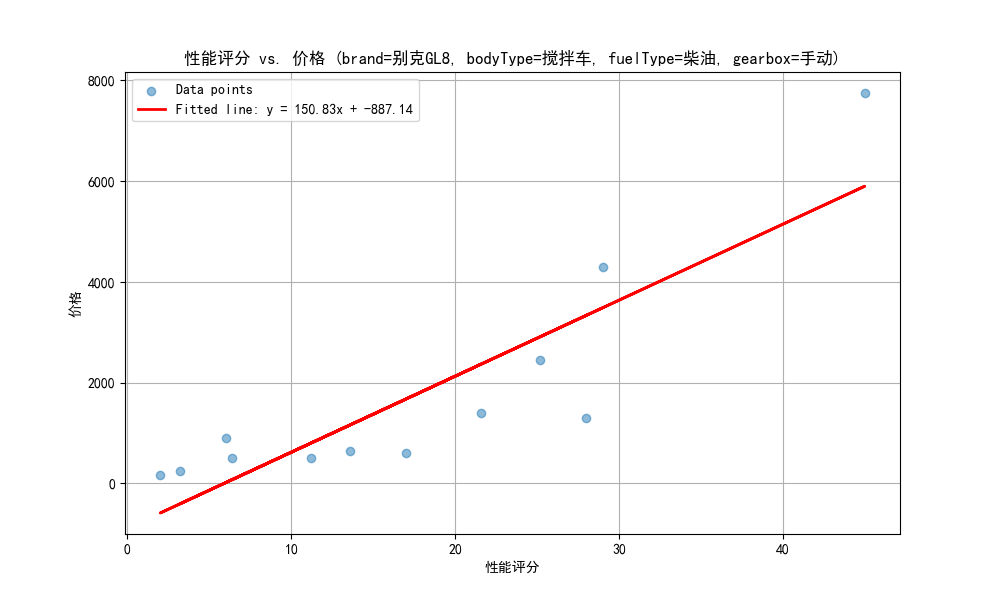 性能评分 vs. 价格 (brand=别克GL8, bodyType=搅拌车, fuelType=柴油, gearbox=手动)
Data points
Fitted line: y = 150.83x + -887.14
8000
6000
4000
2000
0
价格
0 10 20 30 40
性能评分